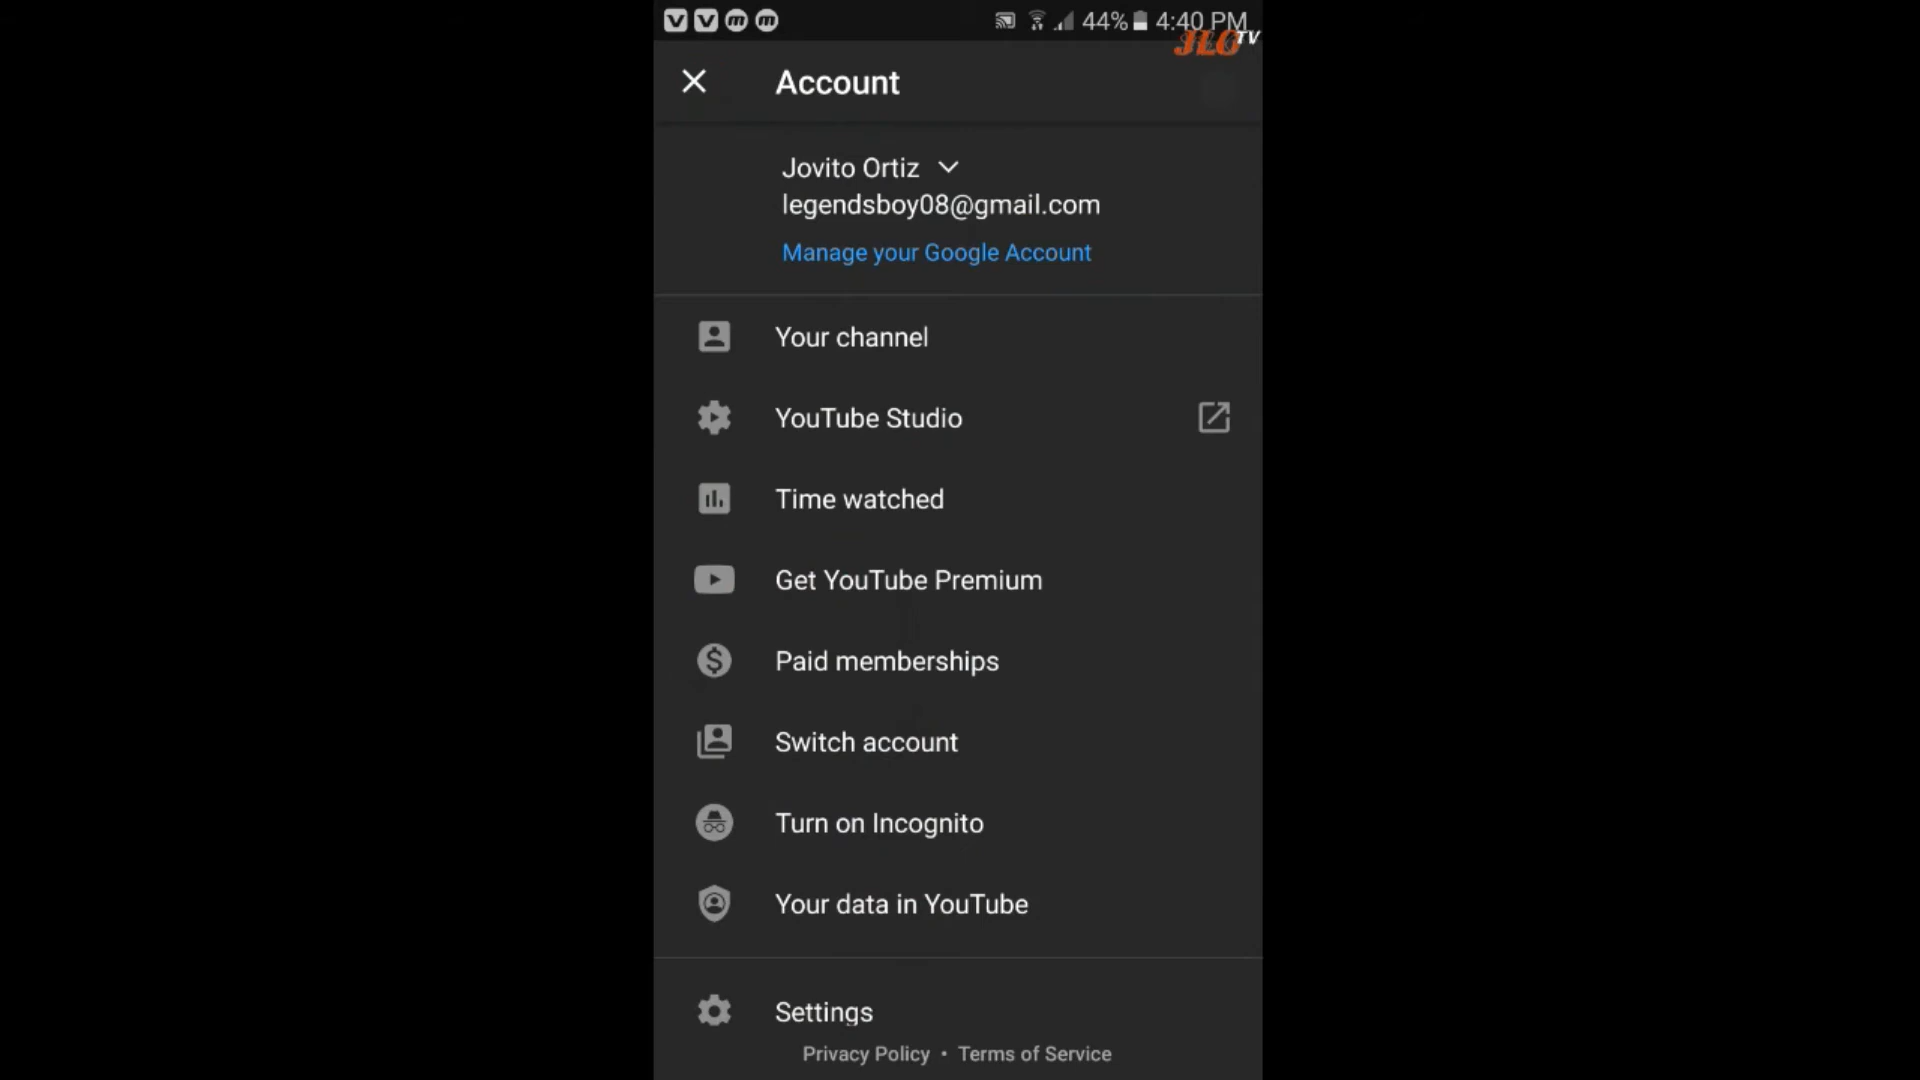 44% 4:40 PM
JLO TV
Account
Jovito Ortiz
legendsboy08@gmail.com
Manage your Google Account
Your channel
YouTube Studio
Time watched
Get YouTube Premium
Paid memberships
Switch account
Turn on Incognito
Your data in YouTube
Settings
Privacy Policy • Terms of Service